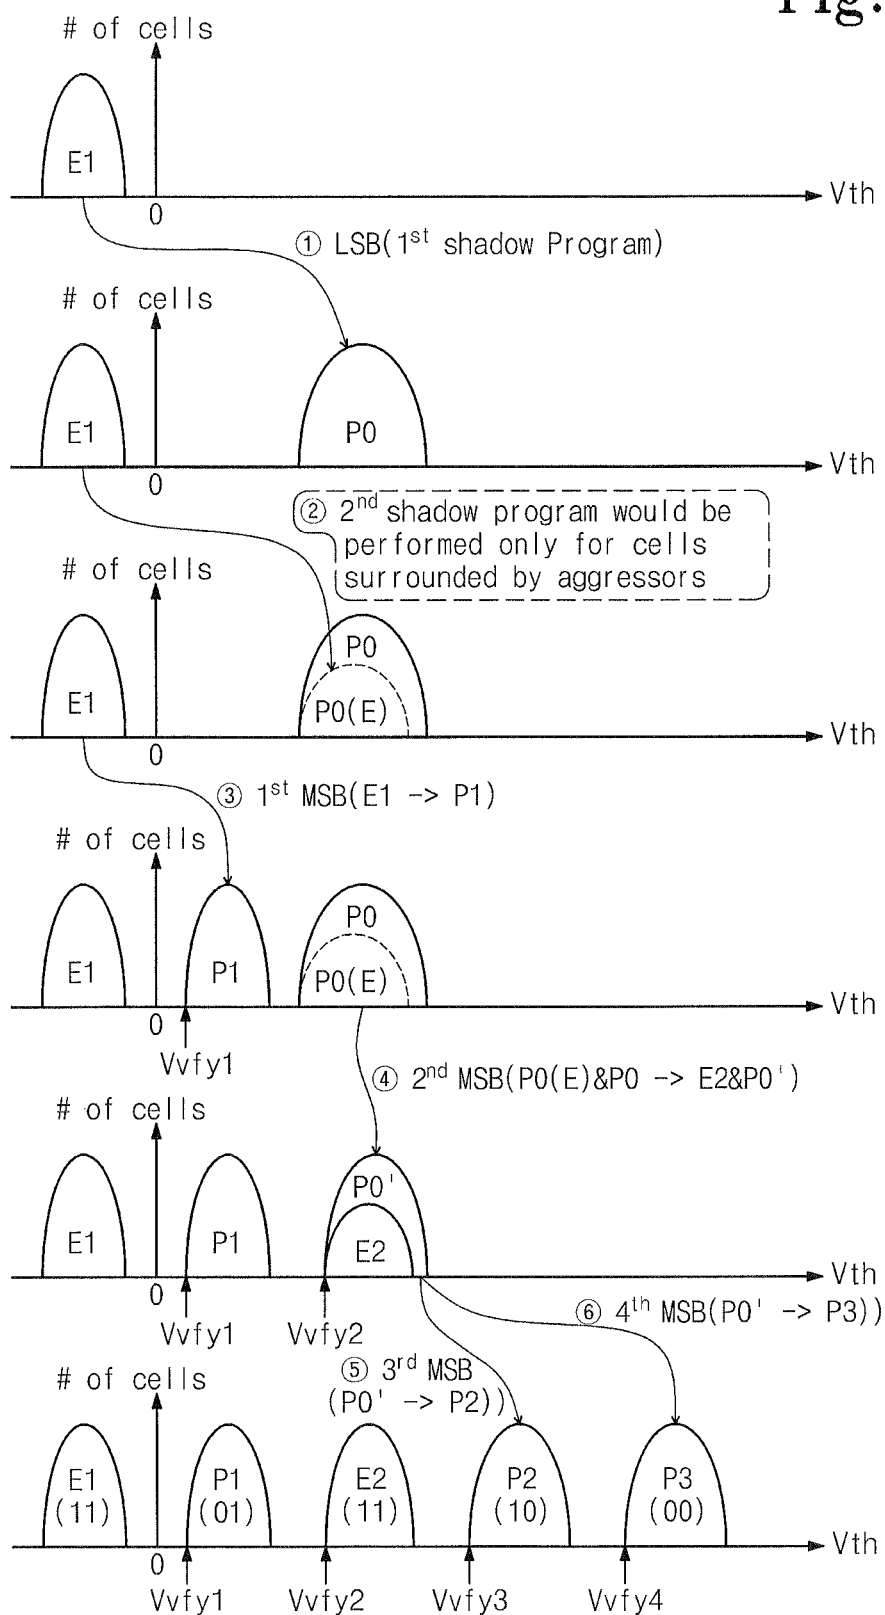 Fig.
# of cells
E1
0
Vth
① LSB(1st shadow Program)
# of cells
E1
P0
0
Vth
② 2nd shadow program would be
performed only for cells
surrounded by aggressors
# of cells
E1
P0
P0(E)
0
Vth
③ 1st MSB(E1 -> P1)
# of cells
E1
P1
P0
P0(E)
0
Vth
Vvfy1
④ 2nd MSB(P0(E)&P0 -> E2&P0')
# of cells
E1
P1
P0'
E2
0
Vth
Vvfy1
Vvfy2
⑥ 4th MSB(P0' -> P3))
⑤ 3rd MSB
(P0' -> P2))
# of cells
E1
(11)
P1
(01)
E2
(11)
P2
(10)
P3
(00)
0
Vth
Vvfy1
Vvfy2
Vvfy3
Vvfy4